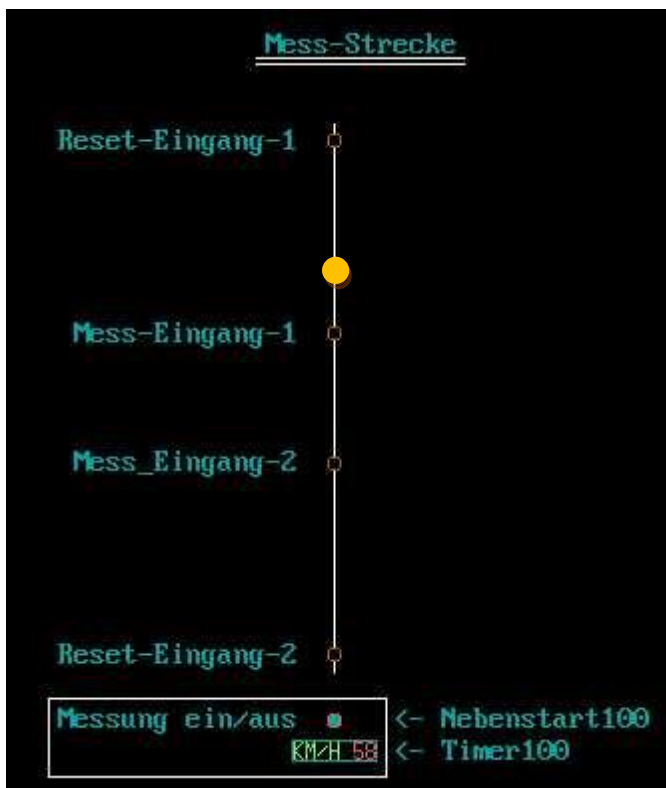 Mess-Strecke
Reset-Eingang-1
Mess-Eingang-1
Mess_Eingang-2
Reset-Eingang-2
Messung ein/aus <- Nebenstart100
KM/H 58 <- Timer100